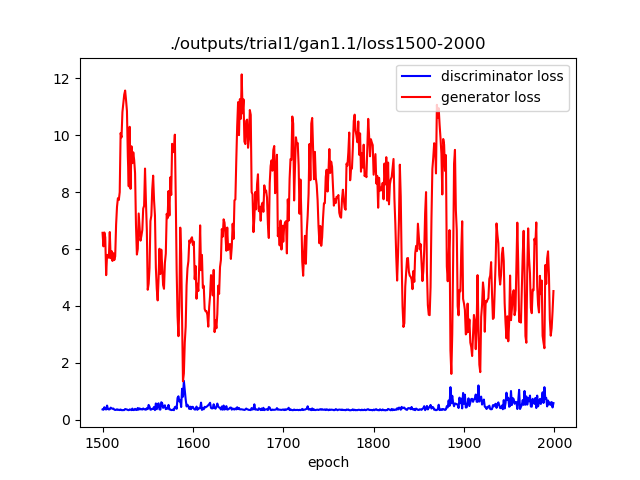 ./outputs/trial1/gan1.1/loss1500-2000
discriminator loss
generator loss
12
10
8
6
4
2
0
1500 1600 1700 1800 1900 2000
epoch